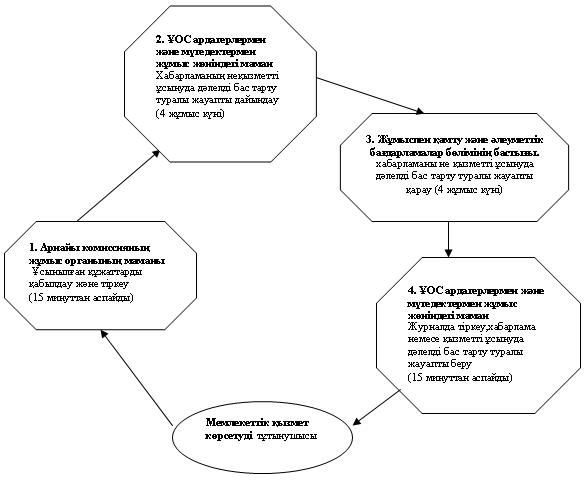 2. ҰОС ардагерлермен
және мүгедектермен
жұмыс жөніндегі маман
Хабарламаның неқызметті
ұсынуда дәлелді бас тарту
туралы жауапты дайындау
(4 жұмыс күні)
3. Жұмыспен қамту және әлеуметтік
бағдарламалар бөлімінің бастығы.
хабарламаны не қызметті ұсынуда
дәлелді бас тарту туралы жауапты
қарау (4 жұмыс күні)
1. Арнайы комиссияның
жұмыс органының маманы
Ұсынылған құжаттарды
қабылдау және тіркеу
(15 минуттан аспайды)
4. ҰОС ардагерлермен және
мүгедектермен жұмыс
жөніндегі маман
Журналда тіркеу,хабарлама
немесе қызметті ұсынуда
дәлелді бас тарту туралы
жауапты беру
(15 минуттан аспайды)
Мемлекеттік қызмет
көрсетуді тұтынушысы